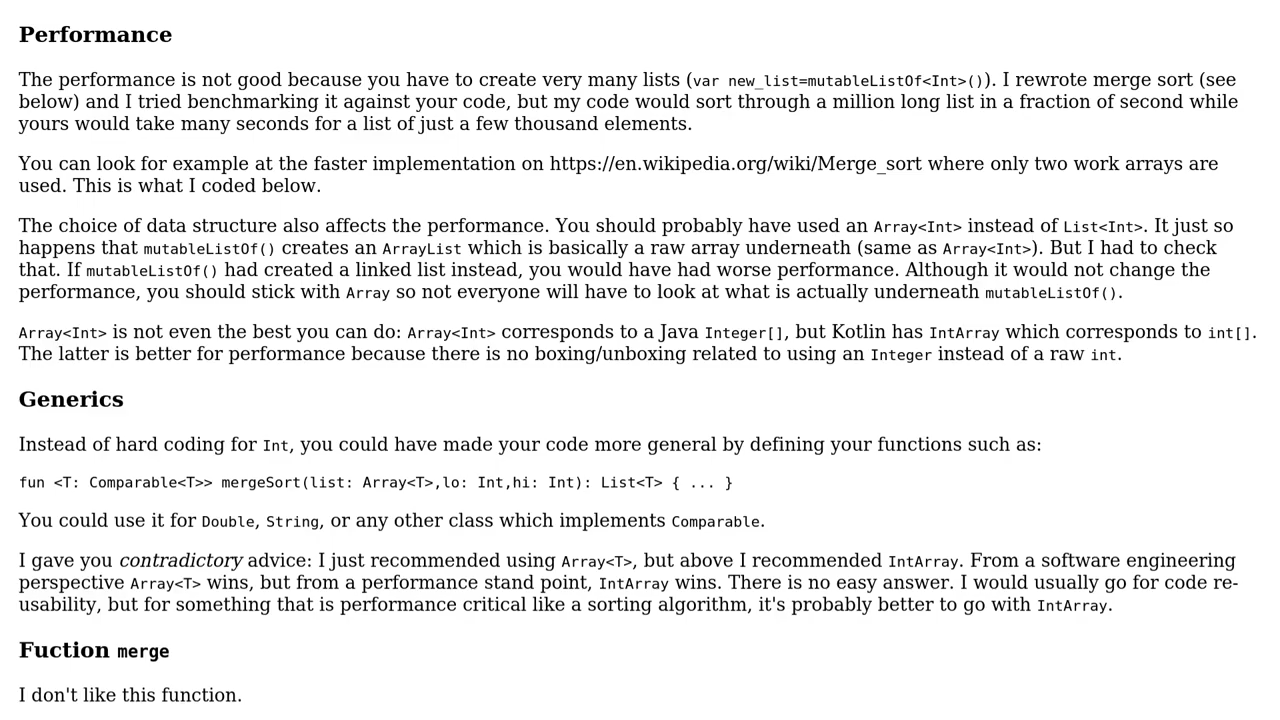 Performance
The performance is not good because you have to create very many lists (var new_list=mutableListOf<Int>()). I rewrote merge sort (see
below) and I tried benchmarking it against your code, but my code would sort through a million long list in a fraction of second while
yours would take many seconds for a list of just a few thousand elements.
You can look for example at the faster implementation on https://en.wikipedia.org/wiki/Merge_sort where only two work arrays are
used. This is what I coded below.
The choice of data structure also affects the performance. You should probably have used an Array<Int> instead of List<Int>. It just so
happens that mutableListOf() creates an ArrayList which is basically a raw array underneath (same as Array<Int>). But I had to check
that. If mutableListOf() had created a linked list instead, you would have had worse performance. Although it would not change the
performance, you should stick with Array so not everyone will have to look at what is actually underneath mutableListOf().
Array<Int> is not even the best you can do: Array<Int> corresponds to a Java Integer[], but Kotlin has IntArray which corresponds to int[].
The latter is better for performance because there is no boxing/unboxing related to using an Integer instead of a raw int.
Generics
Instead of hard coding for Int, you could have made your code more general by defining your functions such as:
fun <T: Comparable<T>> mergeSort(list: Array<T>,lo: Int,hi: Int): List<T> { ... }
You could use it for Double, String, or any other class which implements Comparable.
I gave you contradictory advice: I just recommended using Array<T>, but above I recommended IntArray. From a software engineering
perspective Array<T> wins, but from a performance stand point, IntArray wins. There is no easy answer. I would usually go for code re-
usability, but for something that is performance critical like a sorting algorithm, it's probably better to go with IntArray.
Fuction merge
I don't like this function.